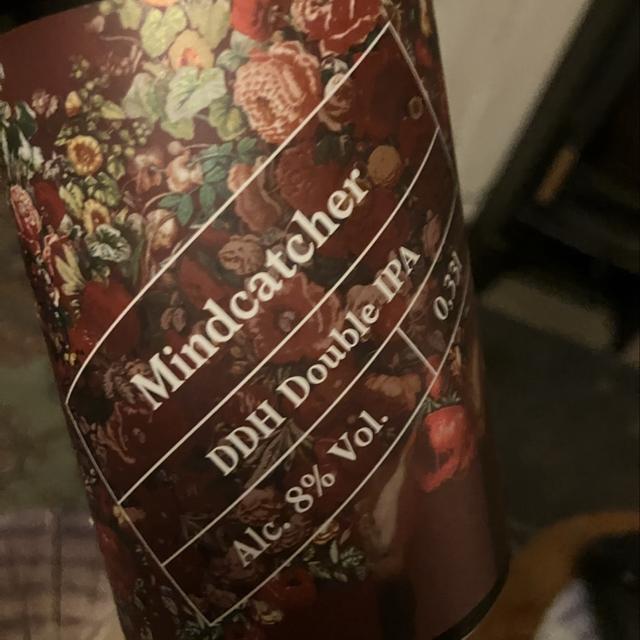 Mindcatcher
DDH Double IPA
0.33l
Alc. 8% Vol.